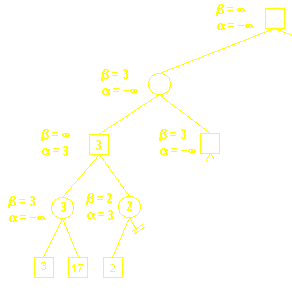 β = ∞
α = -∞
β = 3
α = -∞
β = ∞
α = 3
3
β = 3
α = -∞
β = 3
α = -∞
3
β = 2
α = 3
2
3
17
2